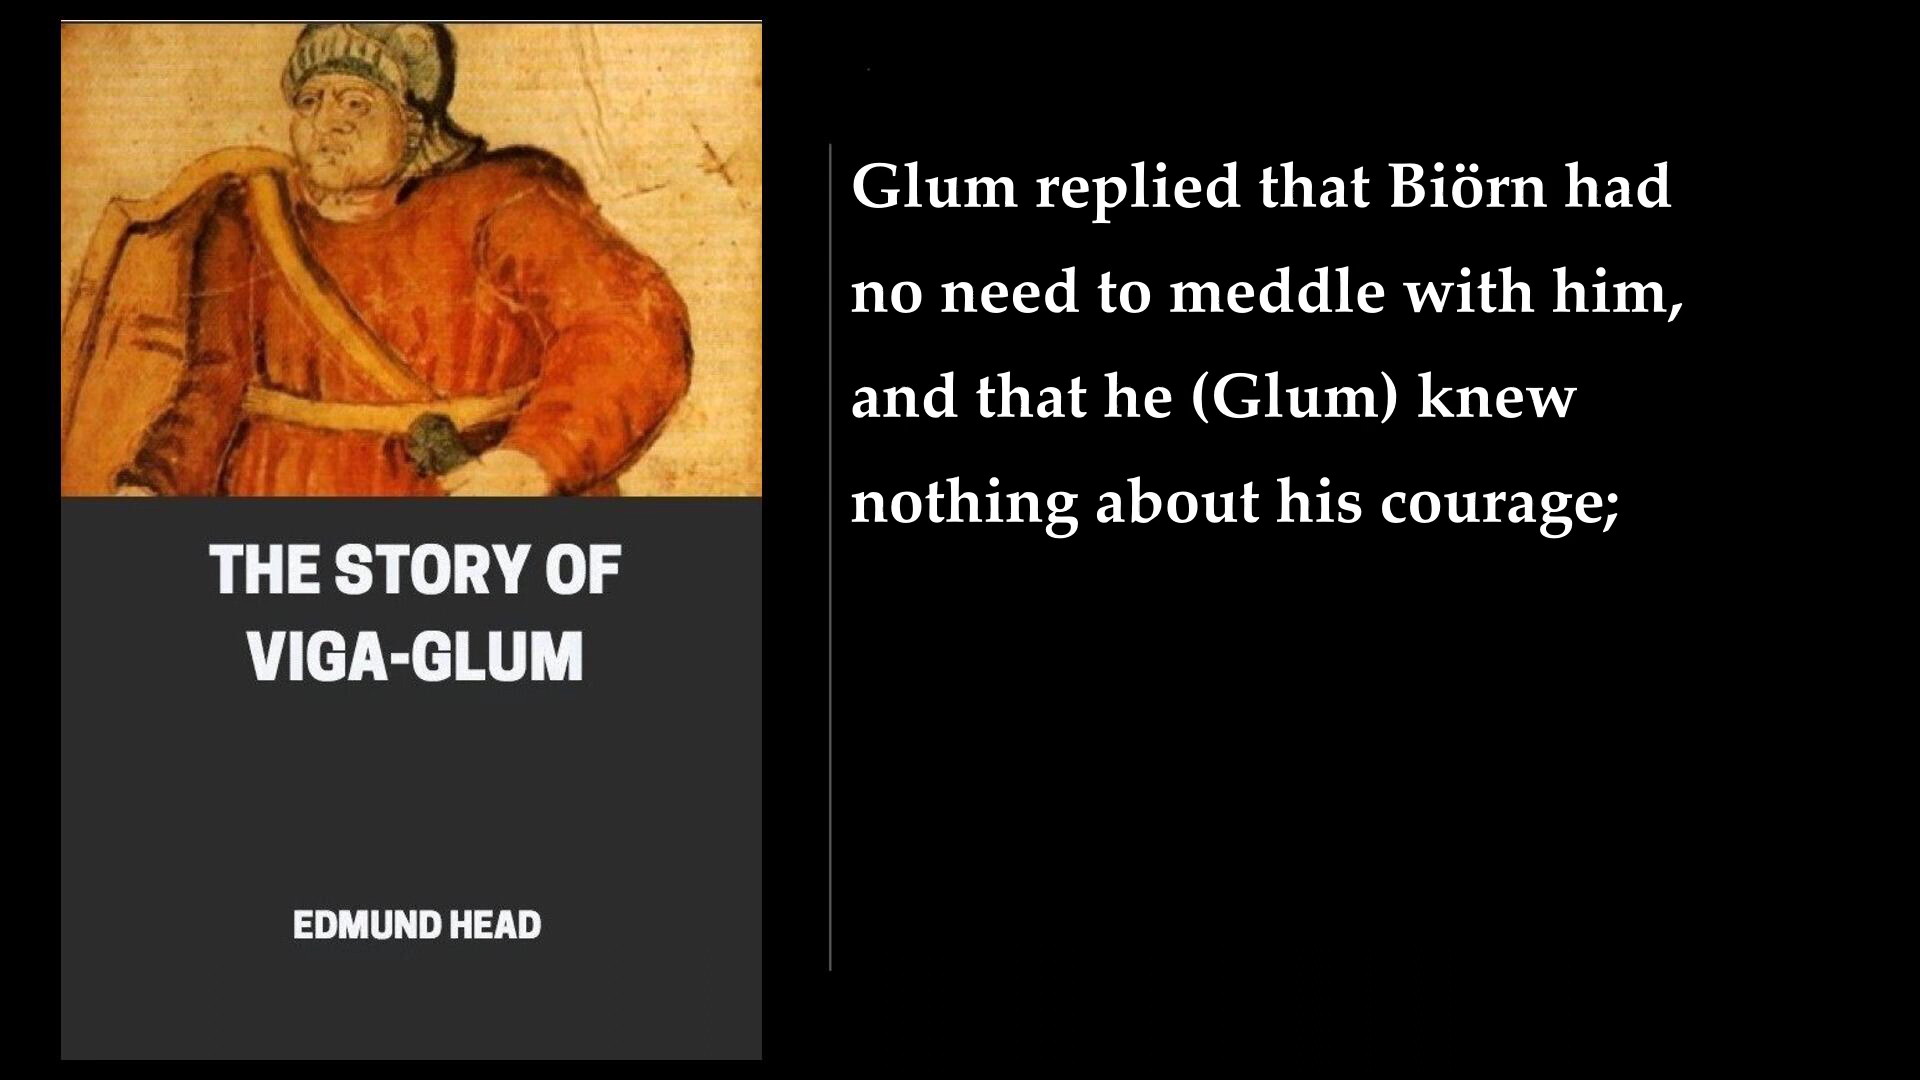 THE STORY OF
VIGA-GLUM
EDMUND HEAD
Glum replied that Biörn had
no need to meddle with him,
and that he (Glum) knew
nothing about his courage;